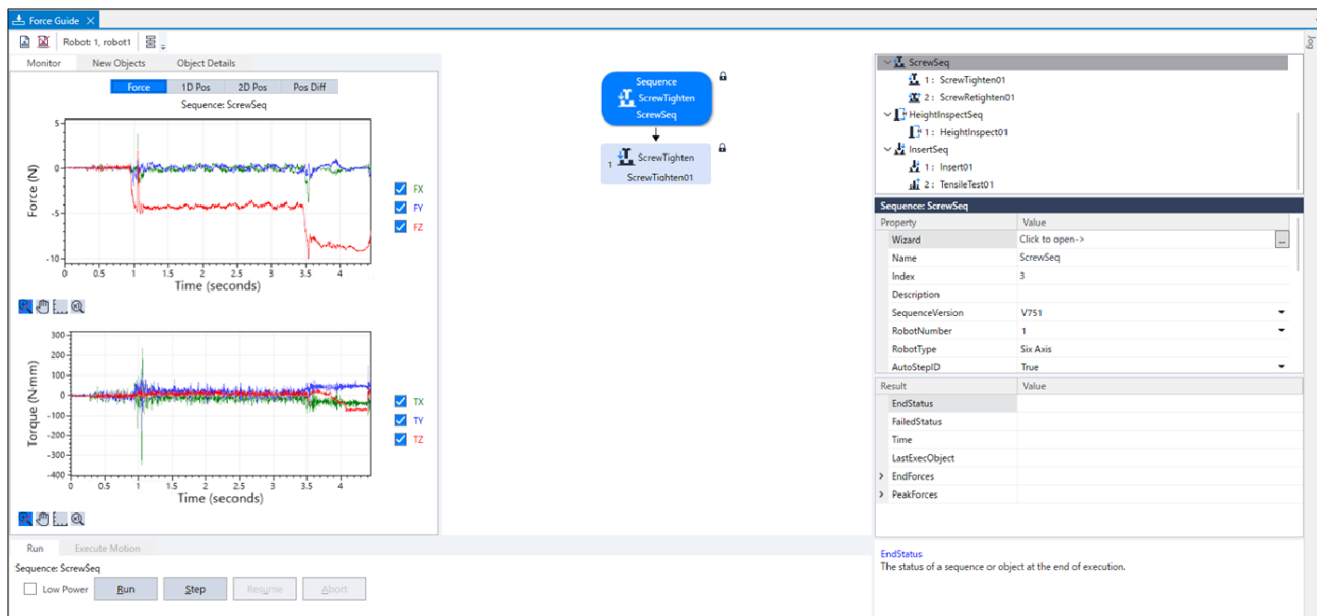 Force Guide
Robot: 1, robot1
Jog
Monitor New Objects Object Details
Force 1D Pos 2D Pos Pos Diff
Sequence: ScrewSeq
Force (N)
5
0
-5
-10
0 0.5 1 1.5 2 2.5 3 3.5 4
Time (seconds)
FX
FY
FZ
Torque (N·mm)
300
200
100
0
-100
-200
-300
-400
0 0.5 1 1.5 2 2.5 3 3.5 4
Time (seconds)
TX
TY
TZ
Run Execute Motion
Sequence: ScrewSeq
Low Power Run Step Resume Abort
Sequence
ScrewTighten
ScrewSeq
1 ScrewTighten
ScrewTighten01
ScrewSeq
1 : ScrewTighten01
2 : ScrewRetighten01
HeightInspectSeq
1 : HeightInspect01
InsertSeq
1 : Insert01
2 : TensileTest01
Sequence: ScrewSeq
Property Value
Wizard Click to open-> ...
Name ScrewSeq
Index 3
Description
SequenceVersion V751
RobotNumber 1
RobotType Six Axis
AutoStepID True
Result Value
EndStatus
FailedStatus
Time
LastExecObject
EndForces
PeakForces
EndStatus
The status of a sequence or object at the end of execution.